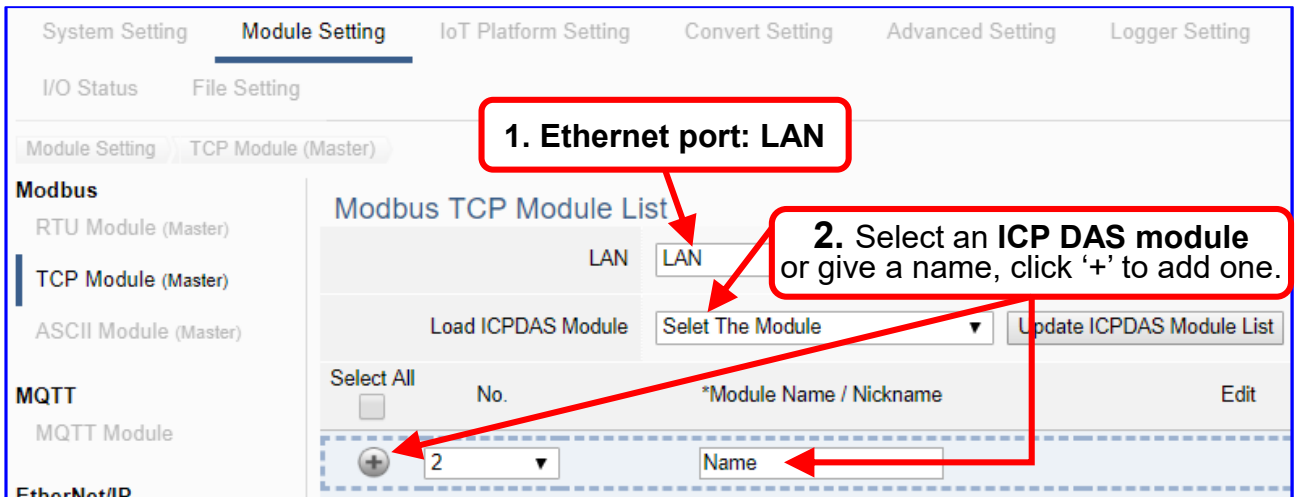 System Setting Module Setting IoT Platform Setting Convert Setting Advanced Setting Logger Setting
I/O Status File Setting
1. Ethernet port: LAN
Module Setting TCP Module (Master)
Modbus
RTU Module (Master)
TCP Module (Master)
ASCII Module (Master)
MQTT
MQTT Module
EtherNet/IP
Modbus TCP Module List
2. Select an ICP DAS module
or give a name, click ‘+’ to add one.
LAN LAN
Load ICPDAS Module Selet The Module Update ICPDAS Module List
Select All No. *Module Name / Nickname Edit
2 Name